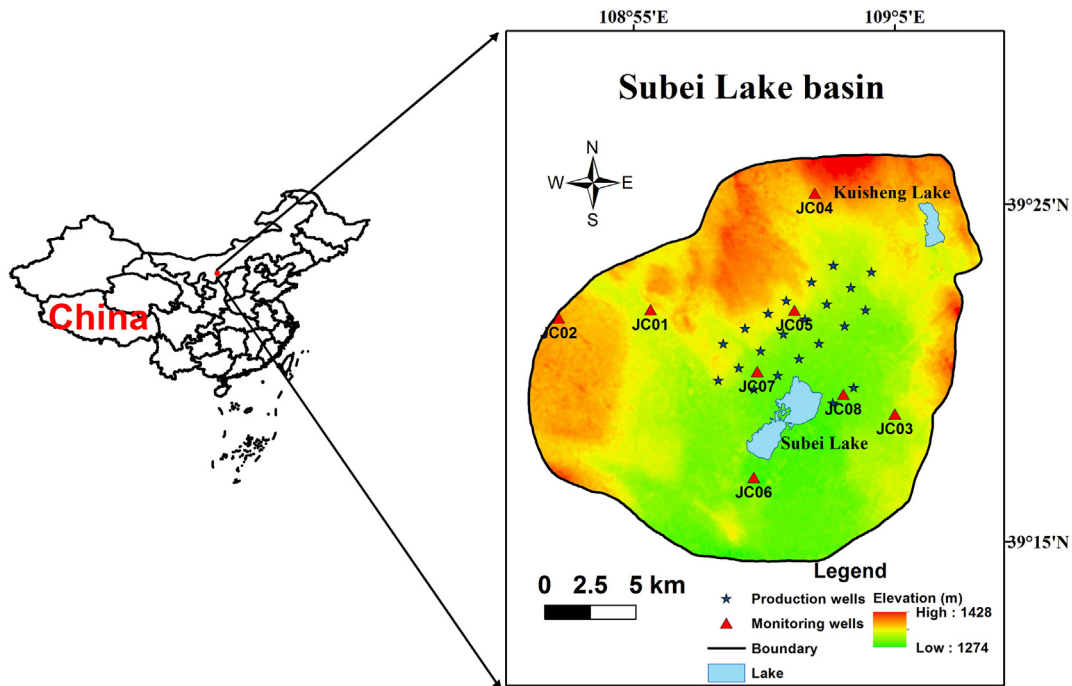 108°55'E
109°5'E
Subei Lake basin
N
W E
S
Kuisheng Lake
39°25'N
JC04
China
JC02
JC01
JC05
JC07
JC08
JC03
Subei Lake
JC06
39°15'N
Legend
0 2.5 5 km
Production wells
Elevation (m)
High : 1428
Monitoring wells
Boundary
Low : 1274
Lake